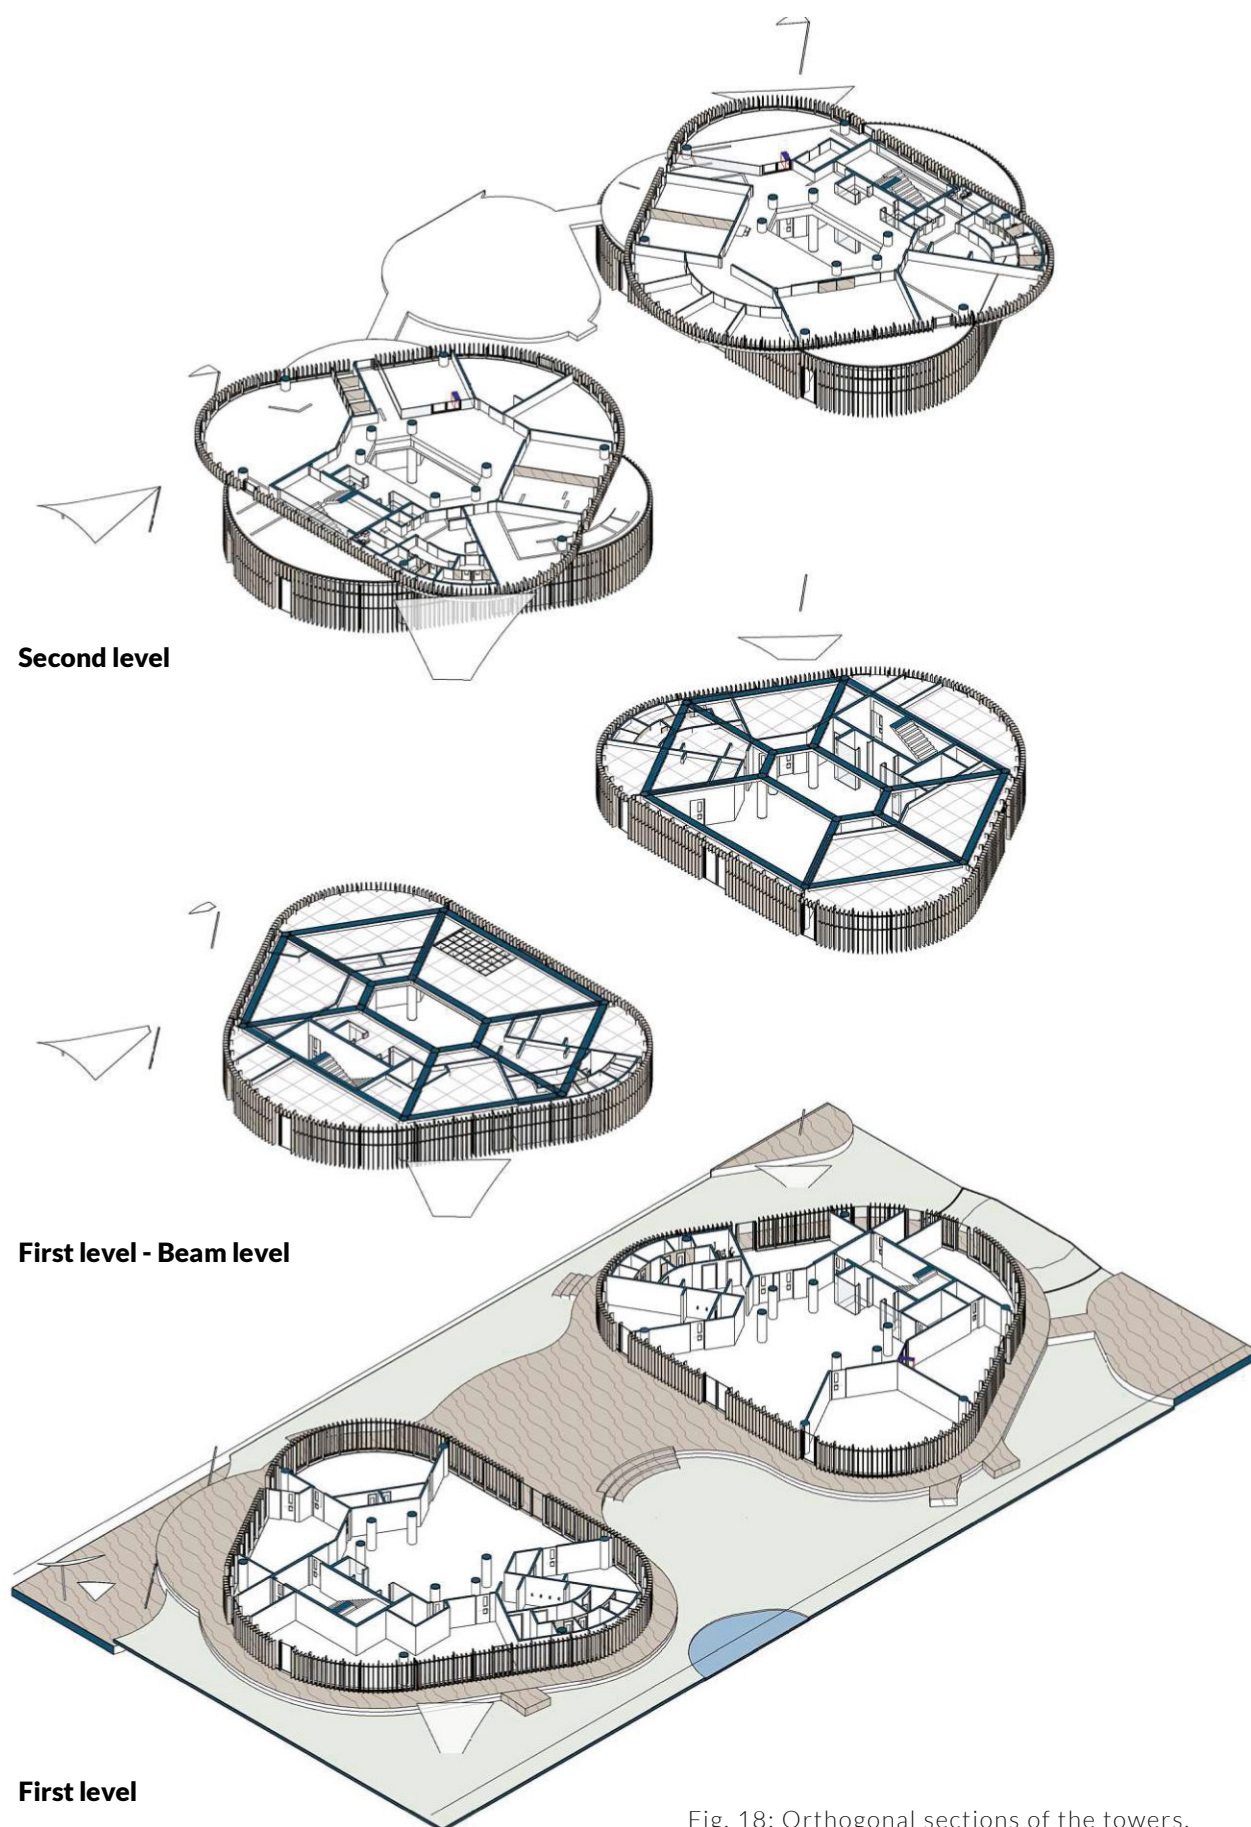 Second level
First level - Beam level
First level
Fig. 18: Orthogonal sections of the towers.